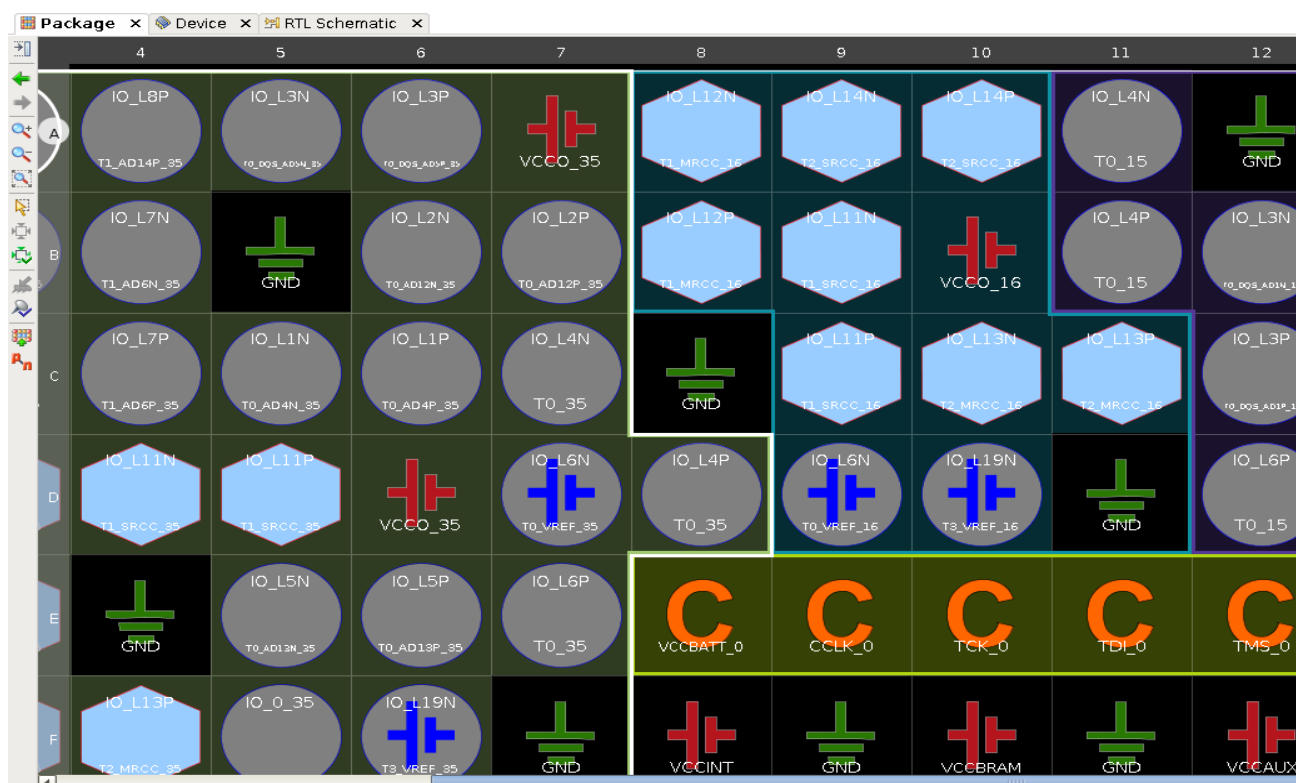 Package × Device × RTL Schematic ×
4 5 6 7 8 9 10 11 12
A
IO_L8P IO_L3N IO_L3P IO_L12N IO_L14N IO_L14P IO_L4N
T1_AD14P_35 T0_DQS_AD5N_35 T0_DQS_AD5P_35 VCCO_35 T1_MRCC_16 T2_SRCC_16 T2_SRCC_16 T0_15 GND
B
IO_L7N IO_L2N IO_L2P IO_L12P IO_L11N IO_L4P IO_L3N
T1_AD6N_35 GND T0_AD12N_35 T0_AD12P_35 T1_MRCC_16 T1_SRCC_16 VCCO_16 T0_15 T0_DQS_AD1N_1
C
IO_L7P IO_L1N IO_L1P IO_L4N IO_L11P IO_L13N IO_L13P IO_L3P
T1_AD6P_35 T0_AD4N_35 T0_AD4P_35 T0_35 GND T1_SRCC_16 T2_MRCC_16 T2_MRCC_16 T0_DQS_AD1P_1
D
IO_L11N IO_L11P IO_L6N IO_L4P IO_L6N IO_L19N IO_L6P
T1_SRCC_35 T1_SRCC_35 VCCO_35 T0_VREF_35 T0_35 T0_VREF_16 T3_VREF_16 GND T0_15
E
IO_L5N IO_L5P IO_L6P C C C C C
GND T0_AD13N_35 T0_AD13P_35 T0_35 VCCBATT_0 CCLK_0 TCK_0 TDI_0 TMS_0
F
IO_L13P IO_0_35 IO_L19N
T2_MRCC_35 T3_VREF_35 GND VCCINT GND VCCBRAM GND VCCAUX